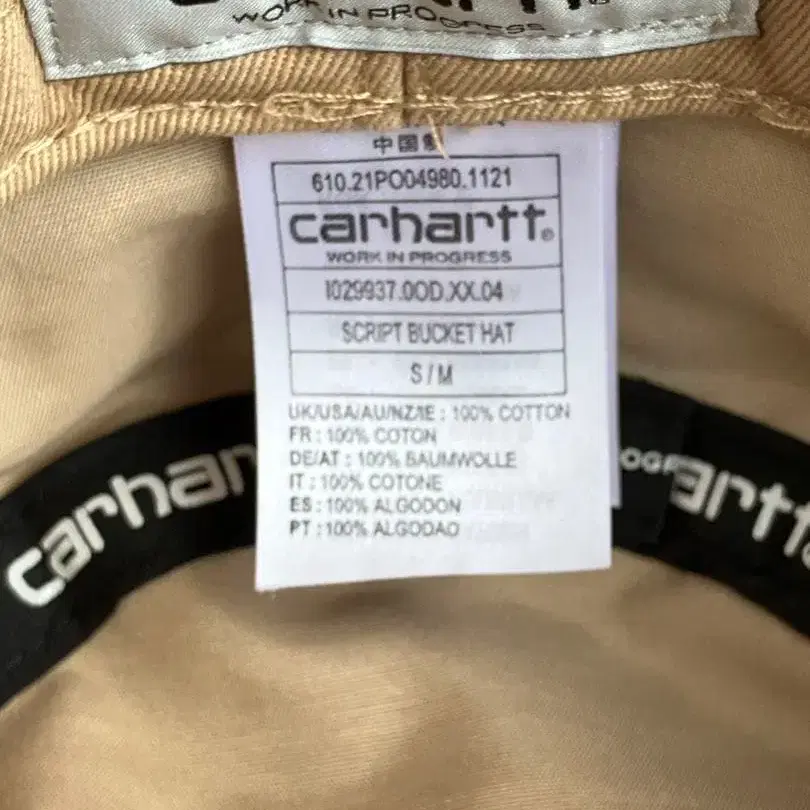 WORK IN PROGRESS
中国
610.21PO04980.1121
carhartt®
WORK IN PROGRESS
I029937.0OD.XX.04
SCRIPT BUCKET HAT
S/M
UK/USA/AU/NZ/IE : 100% COTTON
FR : 100% COTON
DE/AT : 100% BAUMWOLLE
IT : 100% COTONE
ES : 100% ALGODON
PT : 100% ALGODAO
carhar
OGR
artt